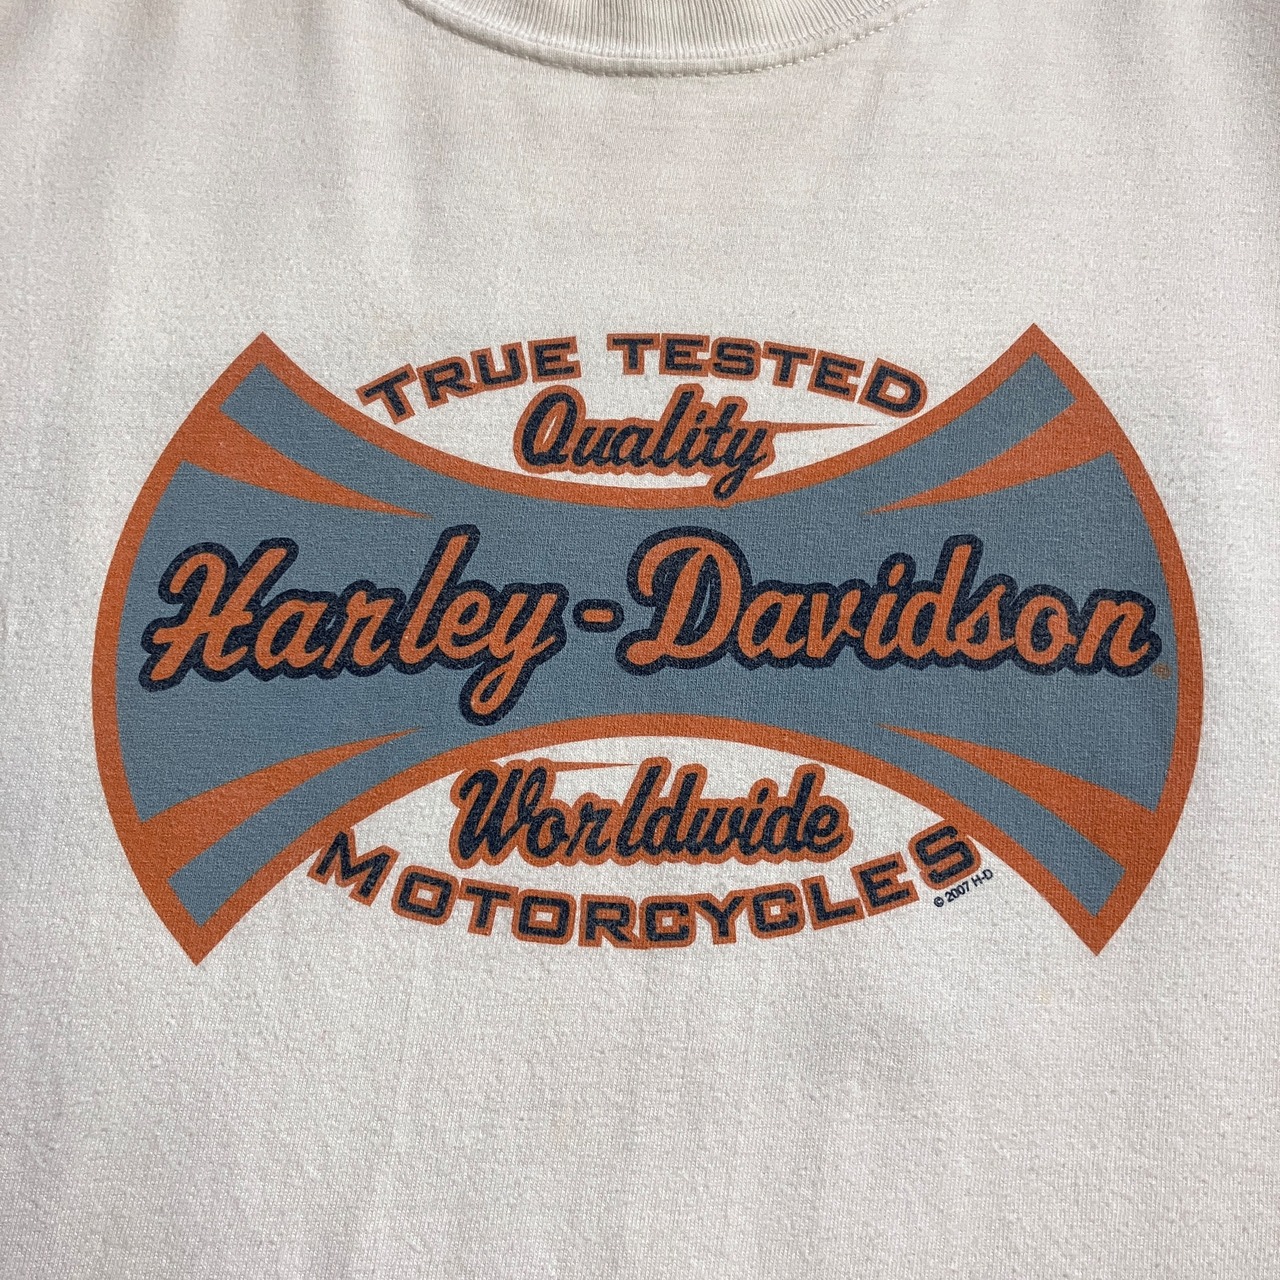 TRUE TESTED
Quality
Harley-Davidson
®
Worldwide
MOTORCYCLES
© 2007 H-D